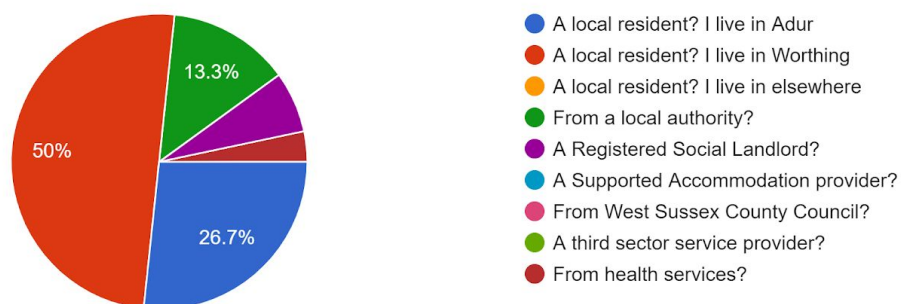 13.3%
50%
26.7%
A local resident? I live in Adur
A local resident? I live in Worthing
A local resident? I live in elsewhere
From a local authority?
A Registered Social Landlord?
A Supported Accommodation provider?
From West Sussex County Council?
A third sector service provider?
From health services?